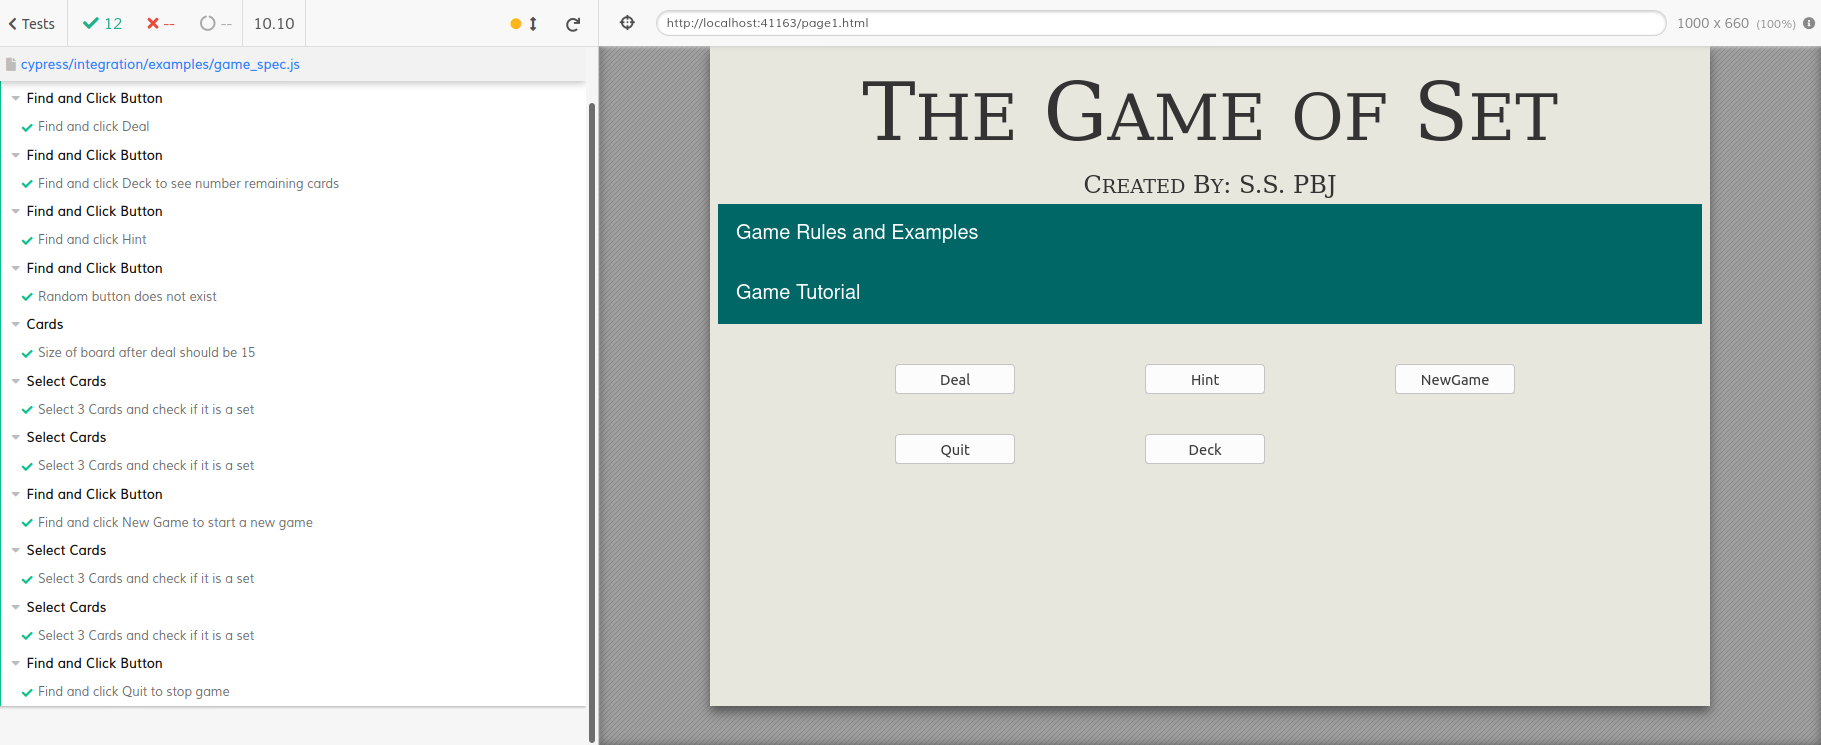 Tests 12 -- -- 10.10
http://localhost:41163/page1.html 1000 x 660 (100%)
cypress/integration/examples/game_spec.js
Find and Click Button
Find and click Deal
Find and Click Button
Find and click Deck to see number remaining cards
Find and Click Button
Find and click Hint
Find and Click Button
Random button does not exist
Cards
Size of board after deal should be 15
Select Cards
Select 3 Cards and check if it is a set
Select Cards
Select 3 Cards and check if it is a set
Find and Click Button
Find and click New Game to start a new game
Select Cards
Select 3 Cards and check if it is a set
Select Cards
Select 3 Cards and check if it is a set
Find and Click Button
Find and click Quit to stop game
The Game of Set
Created By: S.S. PBJ
Game Rules and Examples
Game Tutorial
Deal Hint NewGame
Quit Deck